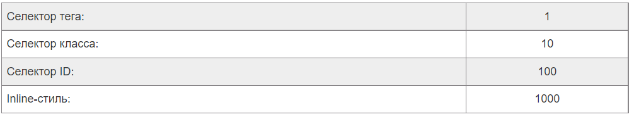 Селектор тега: 1
Селектор класса: 10
Селектор ID: 100
Inline-стиль: 1000